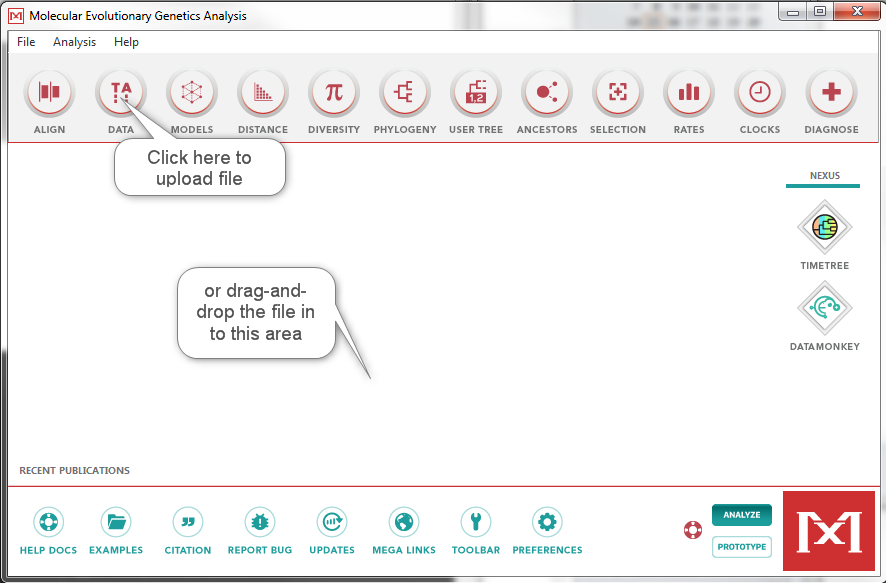 Molecular Evolutionary Genetics Analysis
File Analysis Help
TA
π
12
ALIGN DATA MODELS DISTANCE DIVERSITY PHYLOGENY USER TREE ANCESTORS SELECTION RATES CLOCKS DIAGNOSE
Click here to
upload file
NEXUS
TIMETREE
or drag-and-
drop the file in
to this area
DATAMONKEY
RECENT PUBLICATIONS
HELP DOCS EXAMPLES CITATION REPORT BUG UPDATES MEGA LINKS TOOLBAR PREFERENCES
ANALYZE
PROTOTYPE
M